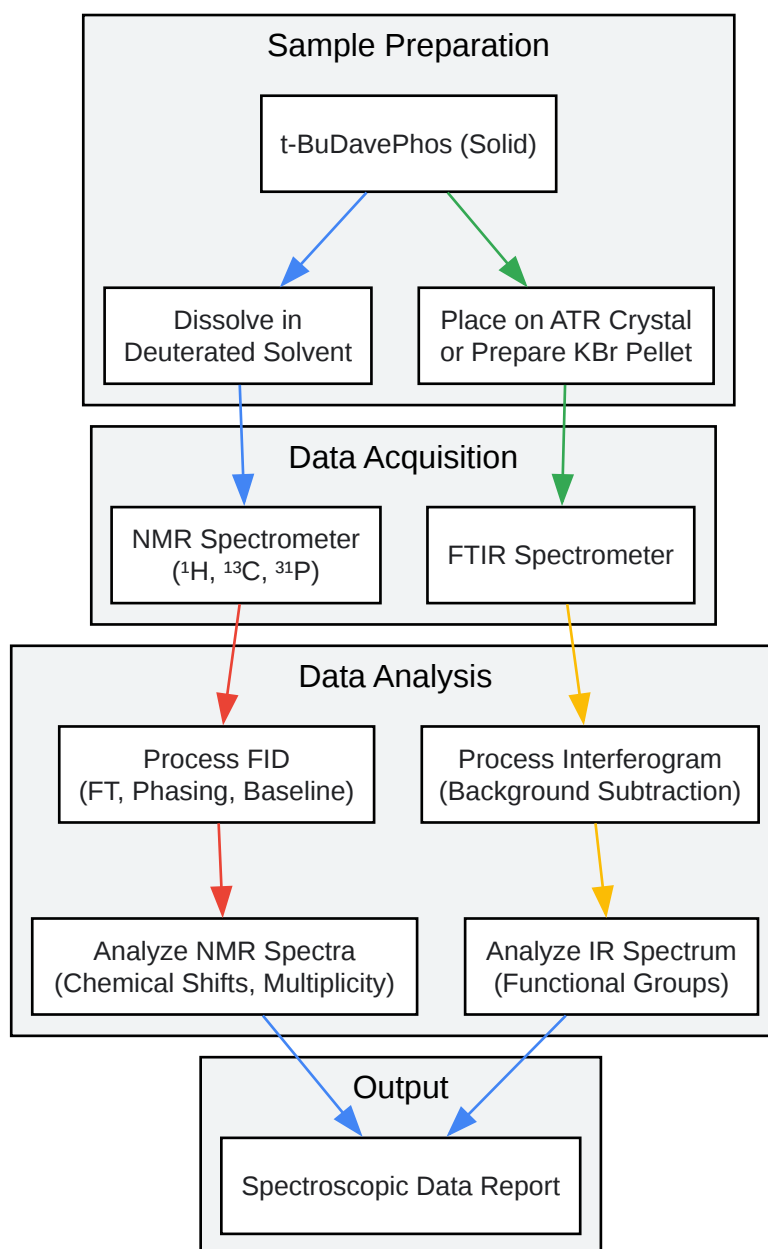 Sample Preparation
t-BuDavePhos (Solid)
Dissolve in
Deuterated Solvent
Place on ATR Crystal
or Prepare KBr Pellet
Data Acquisition
NMR Spectrometer
(¹H, ¹³C, ³¹P)
FTIR Spectrometer
Data Analysis
Process FID
(FT, Phasing, Baseline)
Process Interferogram
(Background Subtraction)
Analyze NMR Spectra
(Chemical Shifts, Multiplicity)
Analyze IR Spectrum
(Functional Groups)
Output
Spectroscopic Data Report